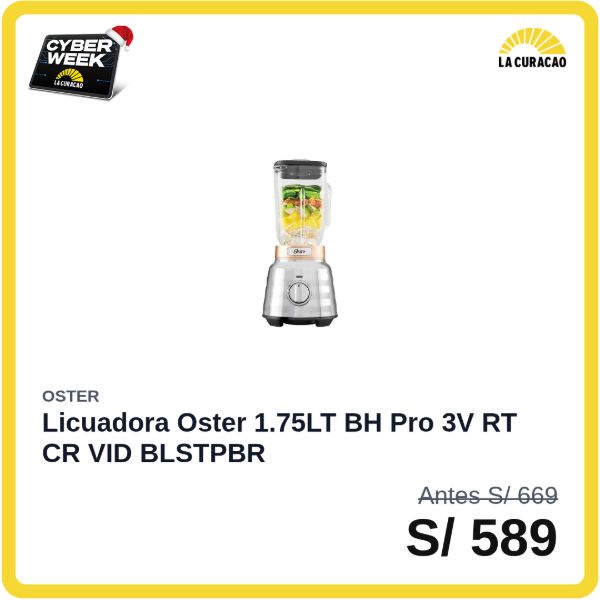 CYBER
WEEK
LA CURACAO
LA CURACAO
Oster
OSTER
Licuadora Oster 1.75LT BH Pro 3V RT
CR VID BLSTPBR
Antes S/ 669
S/ 589